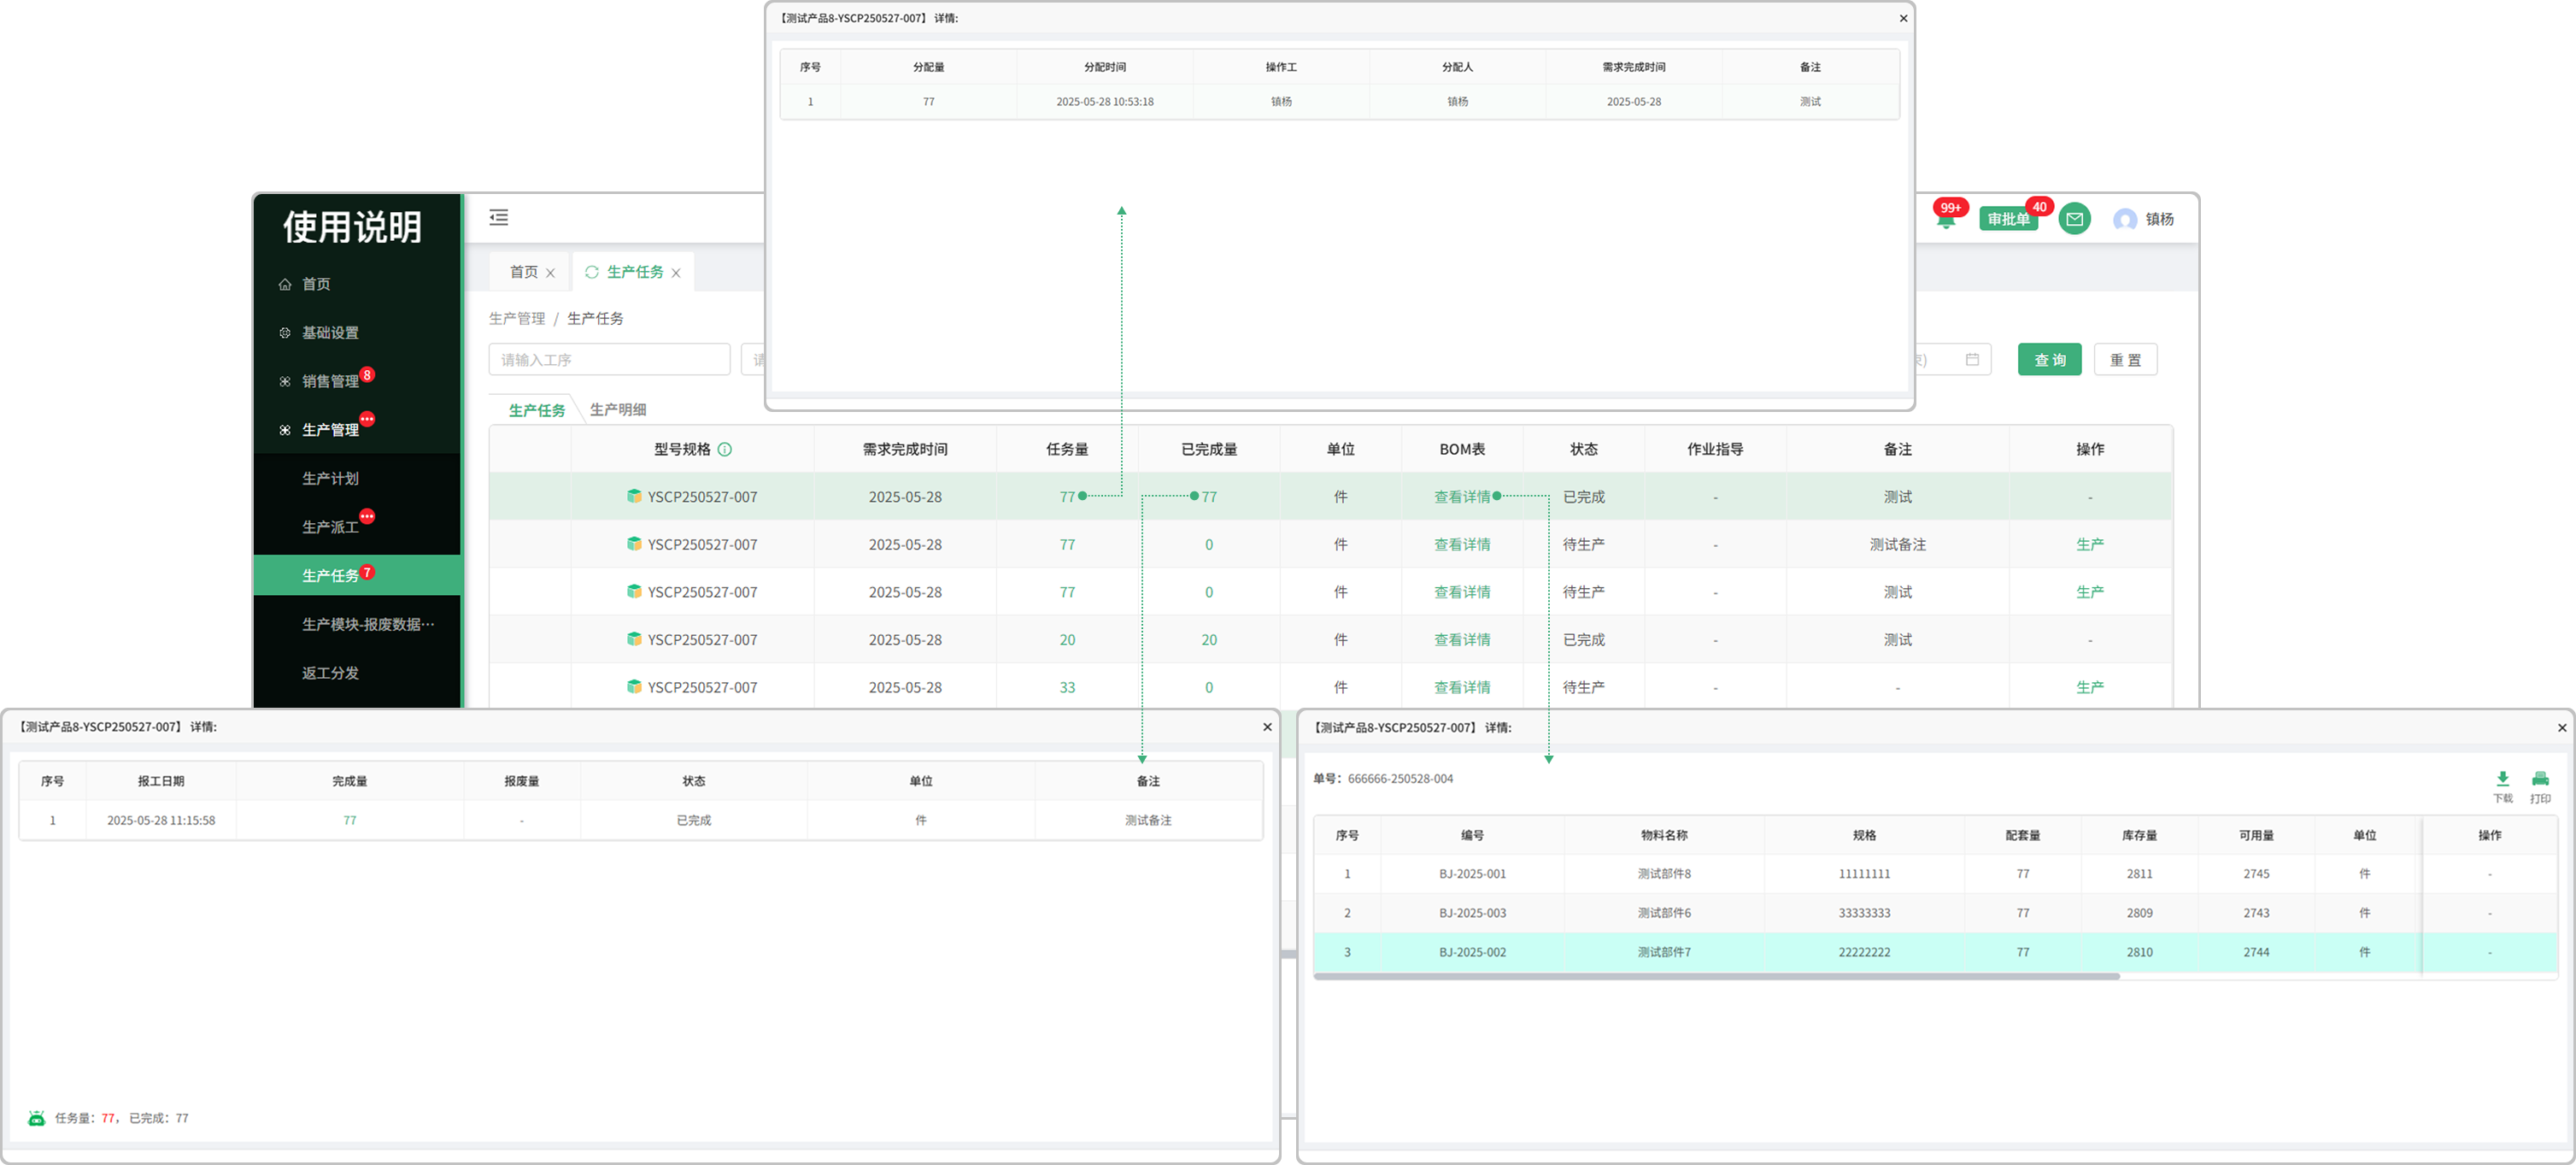 【测试产品8-YSCP250527-007】 详情:
序号 分配量 分配时间 操作工 分配人 需求完成时间 备注
1 77 2025-05-28 10:53:18 镇杨 镇杨 2025-05-28 测试
使用说明
99+ 审批单 40 镇杨
首页
基础设置
销售管理 8
生产管理
生产计划
生产派工
生产任务 7
生产模块-报废数据…
返工分发
首页 生产任务
生产管理 / 生产任务
请输入工序 查 询 重 置
生产任务 生产明细
型号规格 需求完成时间 任务量 已完成量 单位 BOM表 状态 作业指导 备注 操作
YSCP250527-007 2025-05-28 77 77 件 查看详情 已完成 - 测试 -
YSCP250527-007 2025-05-28 77 0 件 查看详情 待生产 - 测试备注 生产
YSCP250527-007 2025-05-28 77 0 件 查看详情 待生产 - 测试 生产
YSCP250527-007 2025-05-28 20 20 件 查看详情 已完成 - 测试 -
YSCP250527-007 2025-05-28 33 0 件 查看详情 待生产 - - 生产
【测试产品8-YSCP250527-007】 详情:
序号 报工日期 完成量 报废量 状态 单位 备注
1 2025-05-28 11:15:58 77 - 已完成 件 测试备注
任务量：77， 已完成：77
【测试产品8-YSCP250527-007】 详情:
单号：666666-250528-004
下载 打印
序号 编号 物料名称 规格 配套量 库存量 可用量 单位 操作
1 BJ-2025-001 测试部件8 11111111 77 2811 2745 件 -
2 BJ-2025-003 测试部件6 33333333 77 2809 2743 件 -
3 BJ-2025-002 测试部件7 22222222 77 2810 2744 件 -